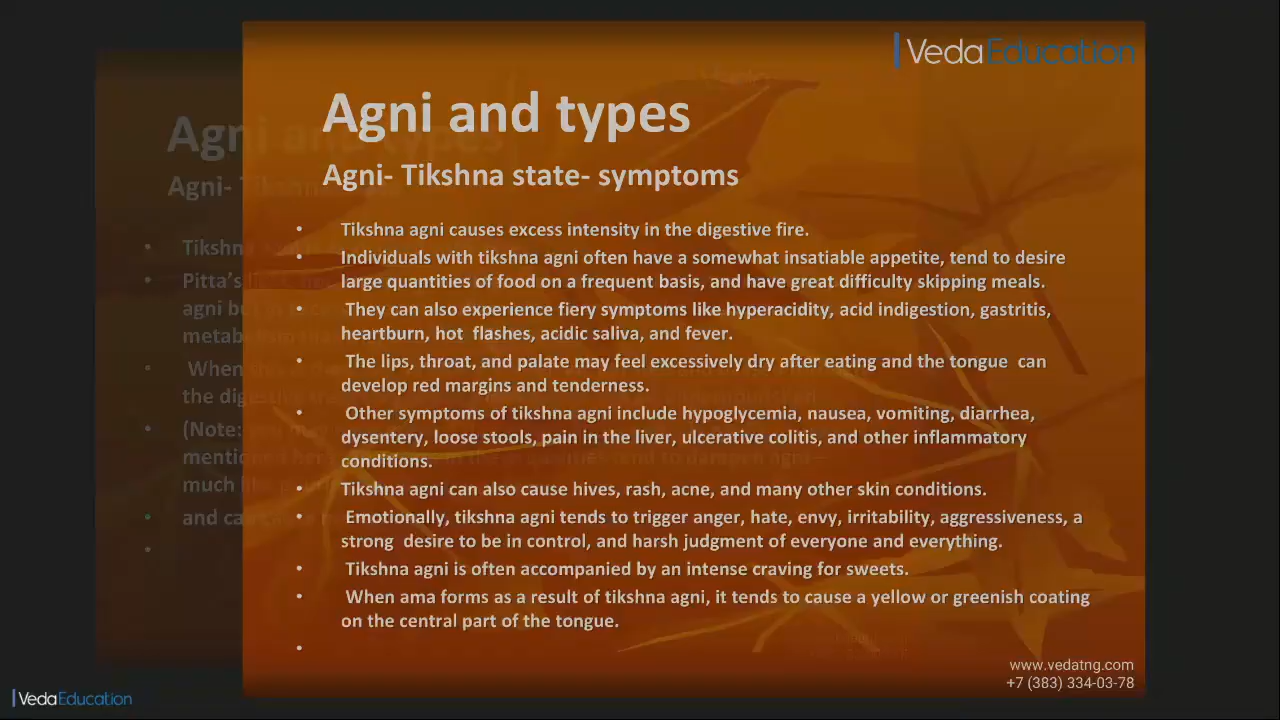 VedaEducation
Agni and types
Agni- Tikshna state- symptoms
• Tikshna agni causes excess intensity in the digestive fire.
• Individuals with tikshna agni often have a somewhat insatiable appetite, tend to desire
large quantities of food on a frequent basis, and have great difficulty skipping meals.
• They can also experience fiery symptoms like hyperacidity, acid indigestion, gastritis,
heartburn, hot flashes, acidic saliva, and fever.
• The lips, throat, and palate may feel excessively dry after eating and the tongue can
develop red margins and tenderness.
• Other symptoms of tikshna agni include hypoglycemia, nausea, vomiting, diarrhea,
dysentery, loose stools, pain in the liver, ulcerative colitis, and other inflammatory
conditions.
• Tikshna agni can also cause hives, rash, acne, and many other skin conditions.
• Emotionally, tikshna agni tends to trigger anger, hate, envy, irritability, aggressiveness, a
strong desire to be in control, and harsh judgment of everyone and everything.
• Tikshna agni is often accompanied by an intense craving for sweets.
• When ama forms as a result of tikshna agni, it tends to cause a yellow or greenish coating
on the central part of the tongue.
•
www.vedatng.com
+7 (383) 334-03-78
VedaEducation